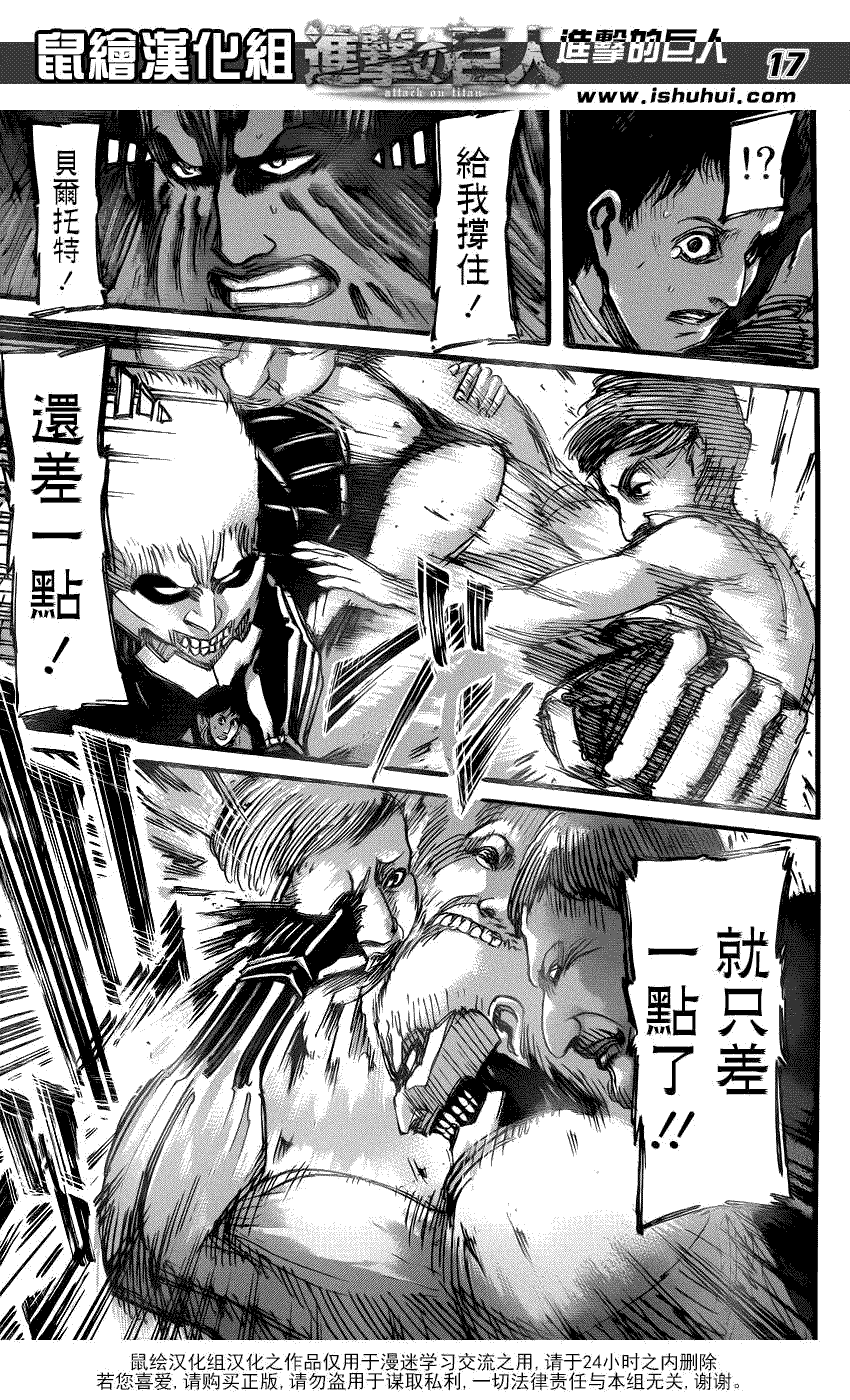 鼠繪漢化組
進撃の巨人
attack on titan
進擊的巨人
17
www.ishuhui.com
!?
給我撐住!
貝爾托特!
還差一點!
就只差
一點了!!
鼠绘汉化组汉化之作品仅用于漫迷学习交流之用,请于24小时之内删除
若您喜爱,请购买正版,请勿盗用于谋取私利,一切法律责任与本组无关,谢谢。